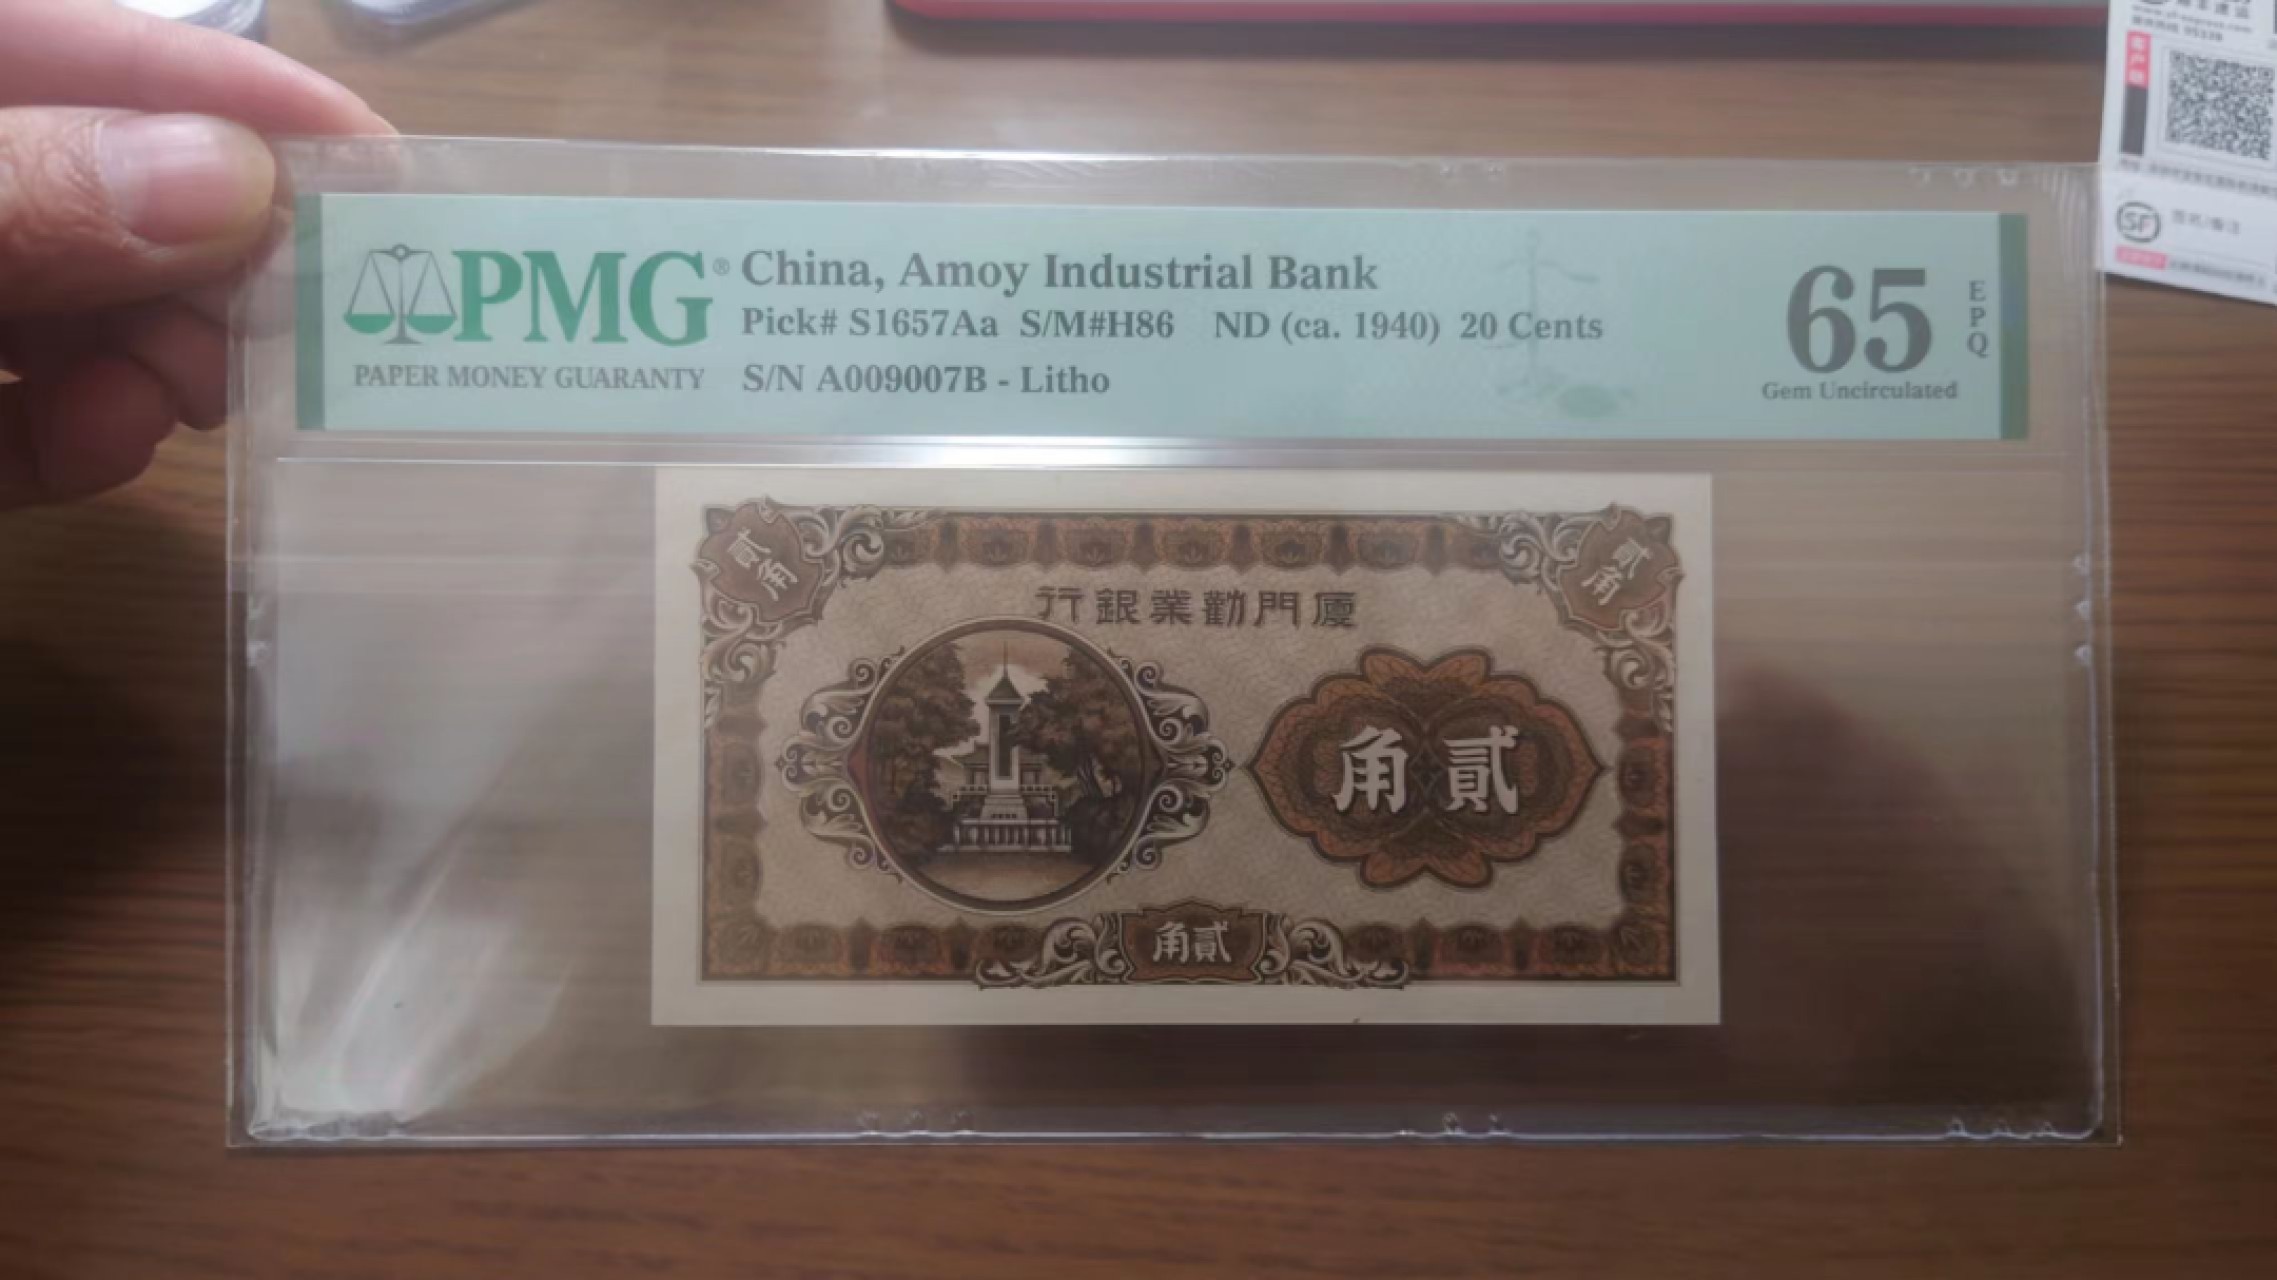 PMG® China, Amoy Industrial Bank
Pick# S1657Aa S/M#H86 ND (ca. 1940) 20 Cents
PAPER MONEY GUARANTY S/N A009007B - Litho
65 EPQ
Gem Uncirculated
貳角
貳角
廈門勸業銀行
貳角
貳角
SF